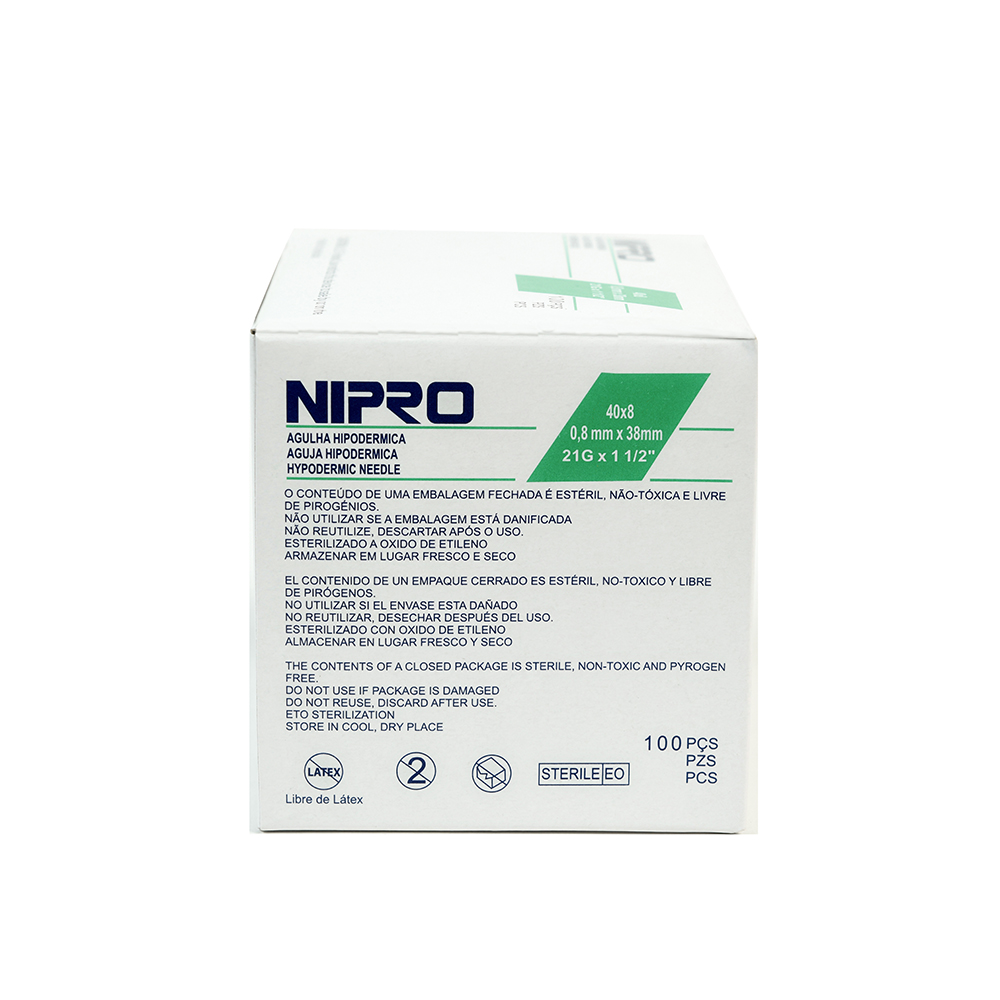 NIPRO
AGULHA HIPODERMICA
AGUJA HIPODERMICA
HYPODERMIC NEEDLE
40x8
0,8 mm x 38mm
21G x 1 1/2"
O CONTEÚDO DE UMA EMBALAGEM FECHADA É ESTÉRIL, NÃO-TÓXICA E LIVRE
DE PIROGÉNIOS.
NÃO UTILIZAR SE A EMBALAGEM ESTÁ DANIFICADA
NÃO REUTILIZE, DESCARTAR APÓS O USO.
ESTERILIZADO A OXIDO DE ETILENO
ARMAZENAR EM LUGAR FRESCO E SECO
EL CONTENIDO DE UN EMPAQUE CERRADO ES ESTÉRIL, NO-TOXICO Y LIBRE
DE PIRÓGENOS.
NO UTILIZAR SI EL ENVASE ESTA DAÑADO
NO REUTILIZAR, DESECHAR DESPUÉS DEL USO.
ESTERILIZADO CON OXIDO DE ETILENO
ALMACENAR EN LUGAR FRESCO Y SECO
THE CONTENTS OF A CLOSED PACKAGE IS STERILE, NON-TOXIC AND PYROGEN
FREE.
DO NOT USE IF PACKAGE IS DAMAGED
DO NOT REUSE, DISCARD AFTER USE.
ETO STERILIZATION
STORE IN COOL, DRY PLACE
100 PÇS
PZS
PCS
LATEX
Libre de Látex
2
STERILE EO